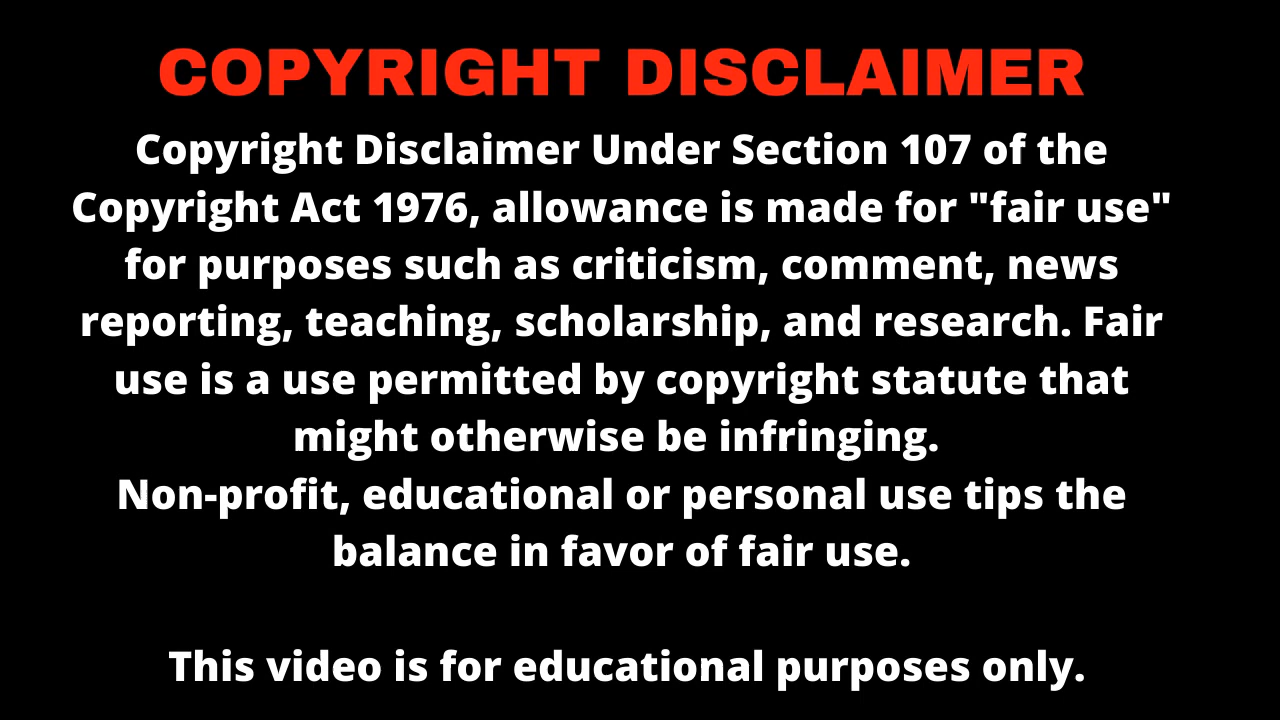 COPYRIGHT DISCLAIMER
Copyright Disclaimer Under Section 107 of the
Copyright Act 1976, allowance is made for "fair use"
for purposes such as criticism, comment, news
reporting, teaching, scholarship, and research. Fair
use is a use permitted by copyright statute that
might otherwise be infringing.
Non-profit, educational or personal use tips the
balance in favor of fair use.
This video is for educational purposes only.